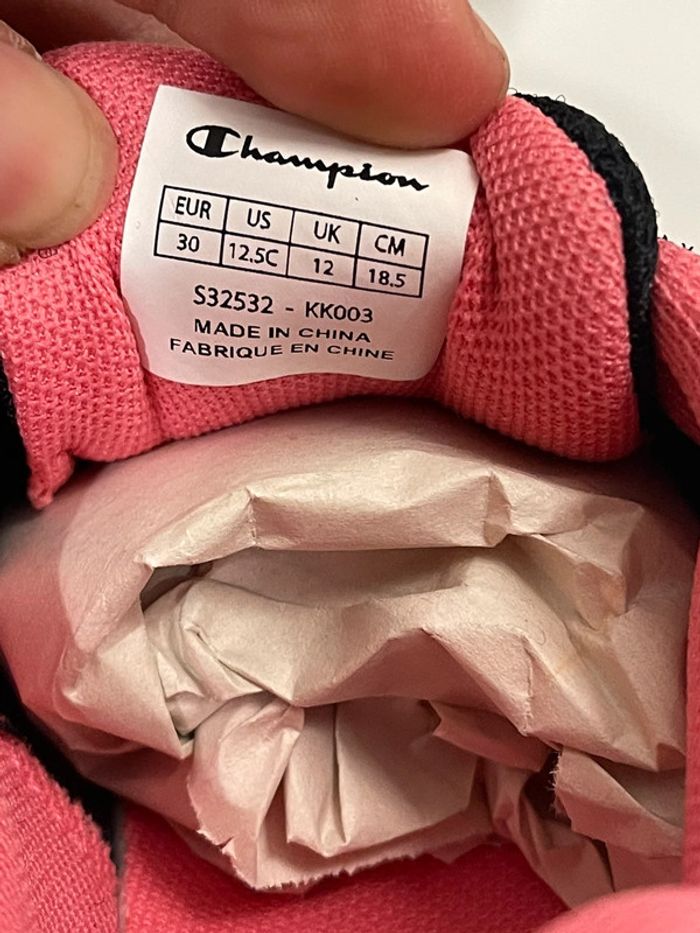 Champion
EUR US UK CM
30 12.5C 12 18.5
S32532 - KK003
MADE IN CHINA
FABRIQUE EN CHINE